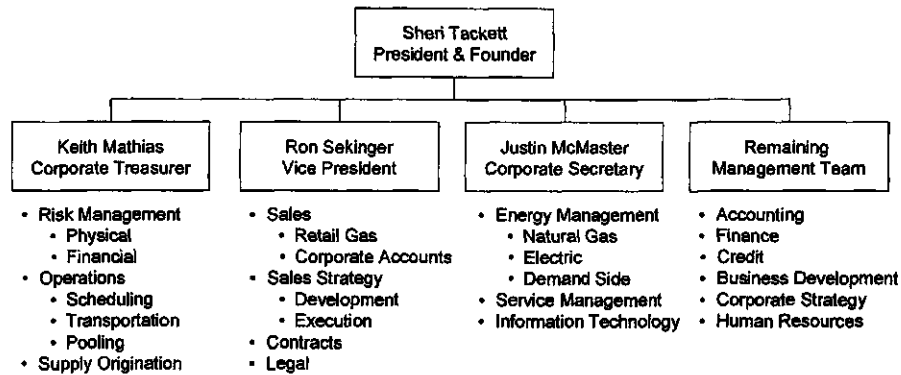 Sheri Tackett
President & Founder
Keith Mathias
Corporate Treasurer
• Risk Management
• Physical
• Financial
• Operations
• Scheduling
• Transportation
• Pooling
• Supply Origination
Ron Sekinger
Vice President
• Sales
• Retail Gas
• Corporate Accounts
• Sales Strategy
• Development
• Execution
• Contracts
• Legal
Justin McMaster
Corporate Secretary
• Energy Management
• Natural Gas
• Electric
• Demand Side
• Service Management
• Information Technology
Remaining
Management Team
• Accounting
• Finance
• Credit
• Business Development
• Corporate Strategy
• Human Resources